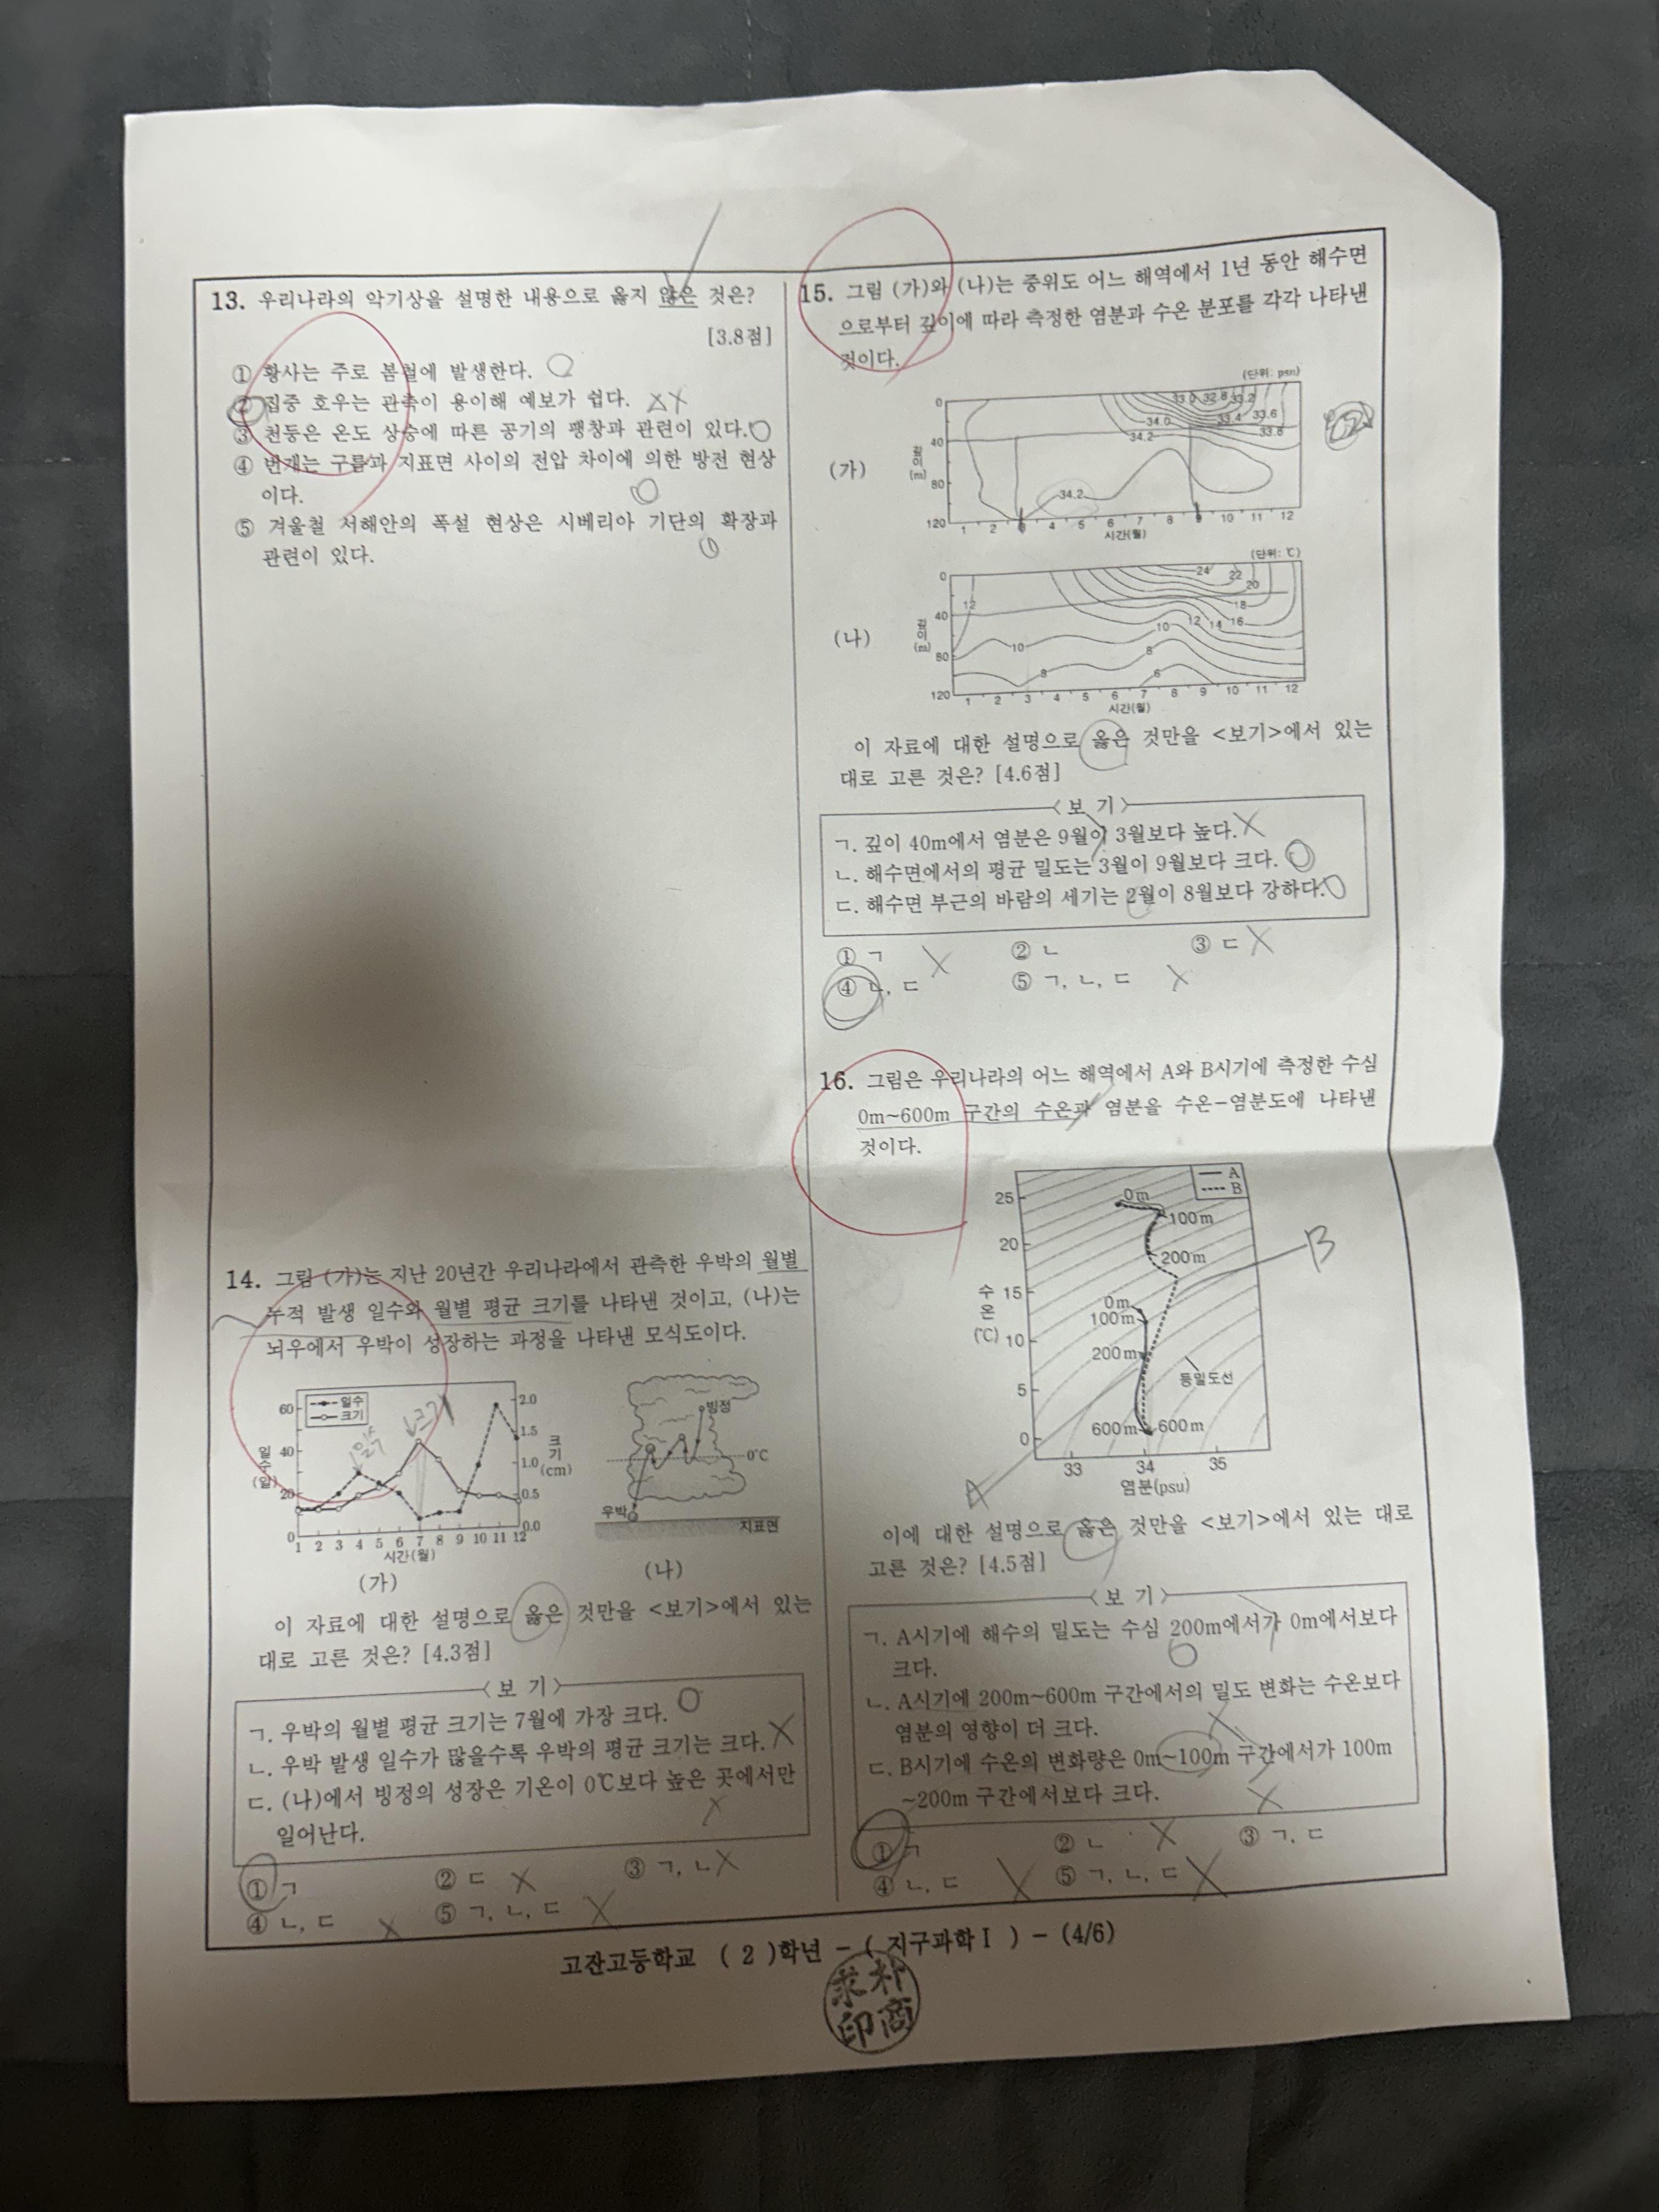 13. 우리나라의 악기상을 설명한 내용으로 옳지 않은 것은?
[3.8점]
① 황사는 주로 봄철에 발생한다.
② 집중 호우는 관측이 용이해 예보가 쉽다.
③ 천둥은 온도 상승에 따른 공기의 팽창과 관련이 있다.
④ 번개는 구름과 지표면 사이의 전압 차이에 의한 방전 현상
이다.
⑤ 겨울철 서해안의 폭설 현상은 시베리아 기단의 확장과
관련이 있다.
14. 그림 (가)는 지난 20년간 우리나라에서 관측한 우박의 월별
누적 발생 일수와 월별 평균 크기를 나타낸 것이고, (나)는
뇌우에서 우박이 성장하는 과정을 나타낸 모식도이다.
일수
크기
일수(일)
60
40
20
0
2.0
1.5
1.0
0.5
0.0
크기(cm)
1 2 3 4 5 6 7 8 9 10 11 12
시간(월)
(가)
빙정
0℃
우박
지표면
(나)
이 자료에 대한 설명으로 옳은 것만을 <보기>에서 있는
대로 고른 것은? [4.3점]
<보 기>
ㄱ. 우박의 월별 평균 크기는 7월에 가장 크다.
ㄴ. 우박 발생 일수가 많을수록 우박의 평균 크기는 크다.
ㄷ. (나)에서 빙정의 성장은 기온이 0℃보다 높은 곳에서만
일어난다.
① ㄱ ② ㄷ ③ ㄱ, ㄴ
④ ㄴ, ㄷ ⑤ ㄱ, ㄴ, ㄷ
15. 그림 (가)와 (나)는 중위도 어느 해역에서 1년 동안 해수면
으로부터 깊이에 따라 측정한 염분과 수온 분포를 각각 나타낸
것이다.
(단위: psu)
(가)
깊이(m)
0
40
80
120
33.0 32.8 33.2
34.0 33.4 33.6
34.2 33.8
34.2
1 2 3 4 5 6 7 8 9 10 11 12
시간(월)
(단위: ℃)
(나)
깊이(m)
0
40
80
120
24 22 20
12 18
10 12 14 16
10 8
8 6
1 2 3 4 5 6 7 8 9 10 11 12
시간(월)
이 자료에 대한 설명으로 옳은 것만을 <보기>에서 있는
대로 고른 것은? [4.6점]
<보 기>
ㄱ. 깊이 40m에서 염분은 9월이 3월보다 높다.
ㄴ. 해수면에서의 평균 밀도는 3월이 9월보다 크다.
ㄷ. 해수면 부근의 바람의 세기는 2월이 8월보다 강하다.
① ㄱ ② ㄴ ③ ㄷ
④ ㄴ, ㄷ ⑤ ㄱ, ㄴ, ㄷ
16. 그림은 우리나라의 어느 해역에서 A와 B시기에 측정한 수심
0m~600m 구간의 수온과 염분을 수온-염분도에 나타낸
것이다.
A
B
수온(℃)
25
20
15
10
5
0
0m
100m
200m
0m
100m
200m
등밀도선
600m 600m
33 34 35
염분(psu)
B
A
이에 대한 설명으로 옳은 것만을 <보기>에서 있는 대로
고른 것은? [4.5점]
<보 기>
ㄱ. A시기에 해수의 밀도는 수심 200m에서가 0m에서보다
크다.
ㄴ. A시기에 200m~600m 구간에서의 밀도 변화는 수온보다
염분의 영향이 더 크다.
ㄷ. B시기에 수온의 변화량은 0m~100m 구간에서가 100m
~200m 구간에서보다 크다.
① ㄱ ② ㄴ ③ ㄱ, ㄷ
④ ㄴ, ㄷ ⑤ ㄱ, ㄴ, ㄷ
고잔고등학교 ( 2 )학년 - ( 지구과학Ⅰ ) - (4/6)